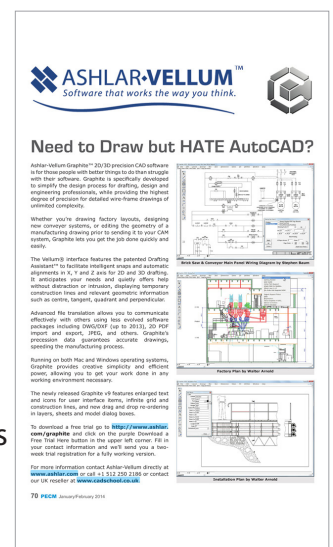 ASHLAR-VELLUM™
Software that works the way you think.
Need to Draw but HATE AutoCAD?
Ashlar-Vellum Graphite™ 2D/3D precision CAD software
is for those people with better things to do than struggle
with their software. Graphite is specifically developed
to simplify the design process for drafting, design and
engineering professionals, while providing the highest
degree of precision for detailed wire-frame drawings of
unlimited complexity.
Whether you're drawing factory layouts, designing
new conveyor systems, or editing the geometry of a
manufacturing drawing prior to sending it to your CAM
system, Graphite lets you get the job done quickly and
easily.
The Vellum® interface features the patented Drafting
Assistant™ to facilitate intelligent snaps and automatic
alignments in X, Y and Z axis for 2D and 3D drafting.
It anticipates your needs and quietly offers help
without distraction or intrusion, displaying temporary
construction lines and relevant geometric information
such as centre, tangent, quadrant and perpendicular.
Advanced file translation allows you to communicate
effectively with others using less evolved software
packages including DWG/DXF (up to 2013), 2D PDF
import and export, JPEG, and others. Graphite's
precession data guarantees accurate drawings,
speeding the manufacturing process.
Running on both Mac and Windows operating systems,
Graphite provides creative simplicity and efficient
power, allowing you to get your work done in any
working environment necessary.
The newly released Graphite v9 features enlarged text
and icons for user interface items, infinite grid and
construction lines, and new drag and drop re-ordering
in layers, sheets and model dialog boxes.
To download a free trial go to http://www.ashlar.
com/graphite and click on the purple Download a
Free Trial Here button in the upper left corner. Fill in
your contact information and we'll send you a two-
week trial registration for a fully working version.
For more information contact Ashlar-Vellum directly at
www.ashlar.com or call +1 512 250 2186 or contact
our UK reseller at www.cadschool.co.uk.
Brick Saw & Conveyor Main Panel Wiring Diagram by Stephen Baum
Factory Plan by Walter Arnold
Installation Plan by Walter Arnold
70 PECM January/February 2014
s